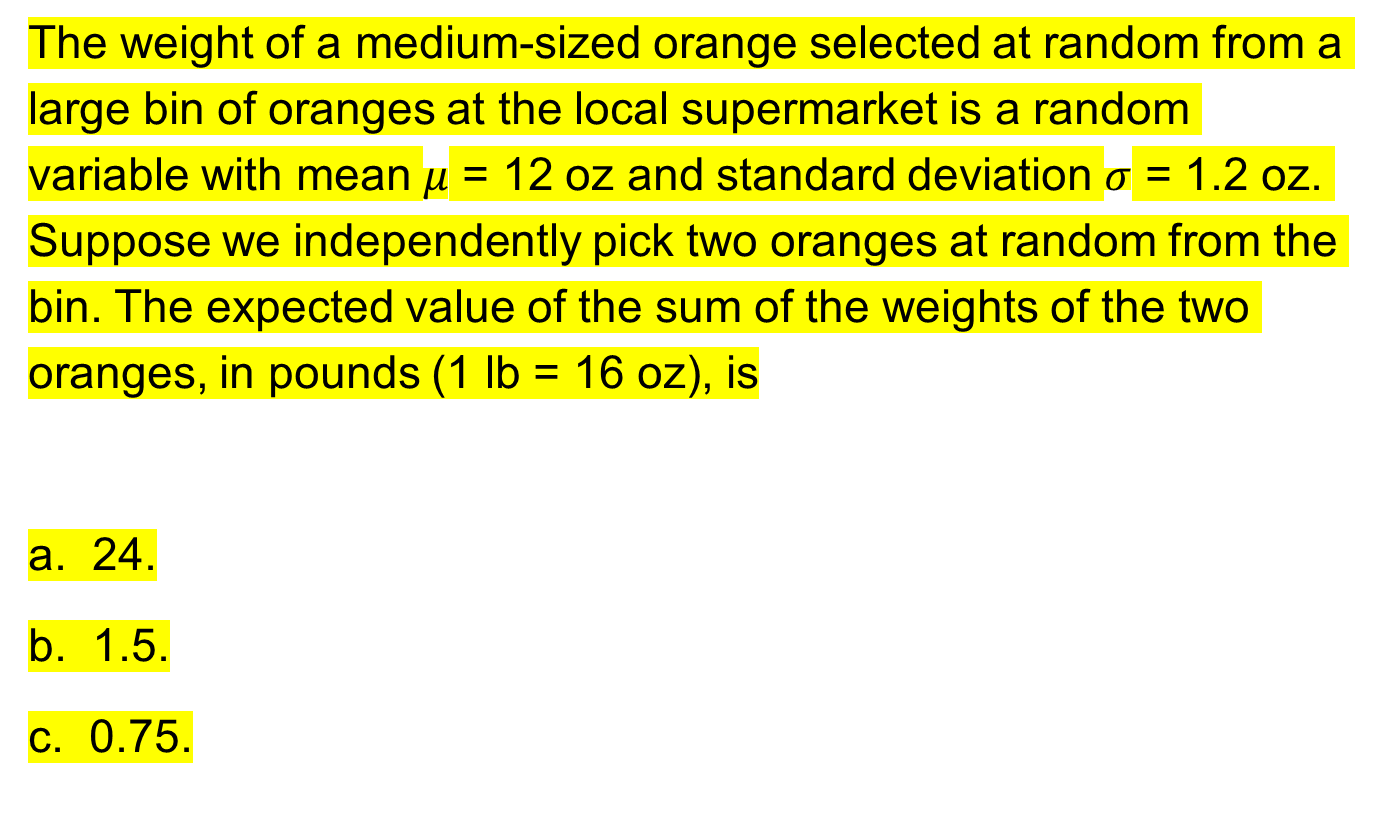 The weight of a medium-sized orange selected at random from a
large bin of oranges at the local supermarket is a random
variable with mean μ = 12 oz and standard deviation σ = 1.2 oz.
Suppose we independently pick two oranges at random from the
bin. The expected value of the sum of the weights of the two
oranges, in pounds (1 lb = 16 oz), is
a. 24.
b. 1.5.
c. 0.75.